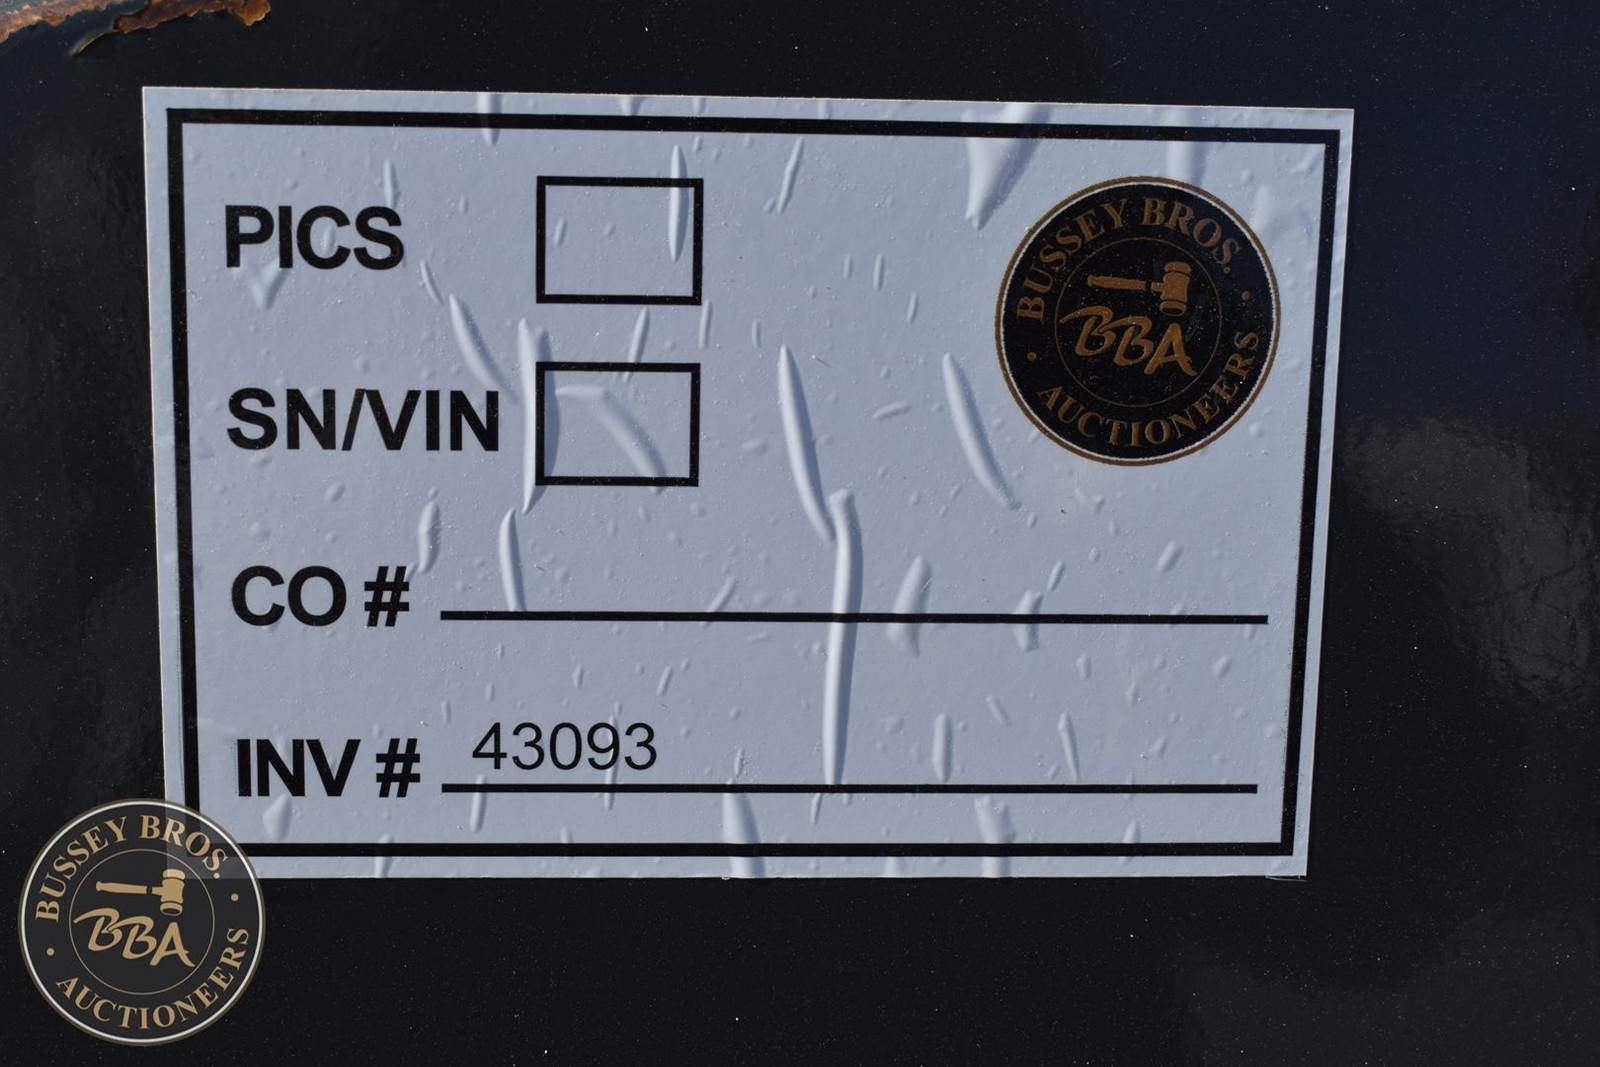 PICS
BUSSEY BROS.
BBA
AUCTIONEERS
SN/VIN
CO #
INV # 43093
BUSSEY BROS.
BBA
AUCTIONEERS